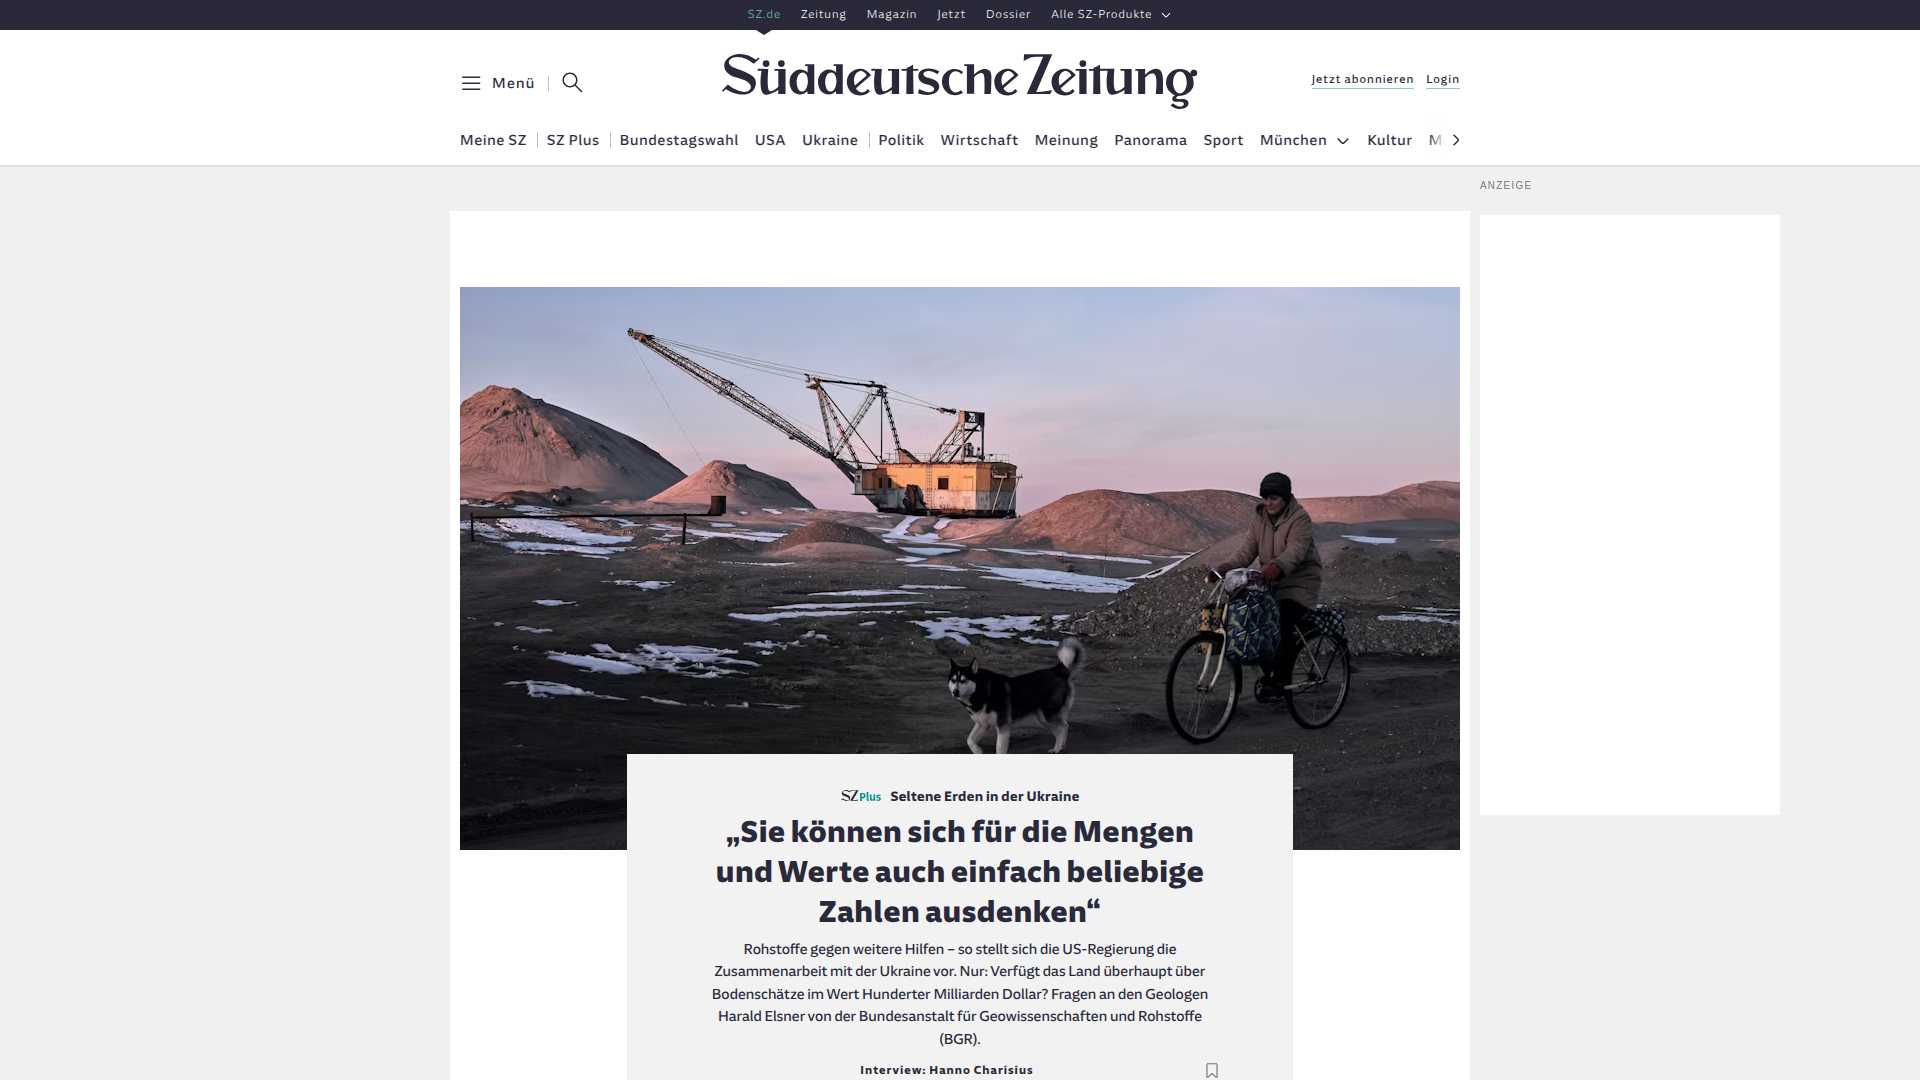 SZ.de Zeitung Magazin Jetzt Dossier Alle SZ-Produkte
Menü
Süddeutsche Zeitung
Jetzt abonnieren Login
Meine SZ SZ Plus Bundestagswahl USA Ukraine Politik Wirtschaft Meinung Panorama Sport München Kultur M
ANZEIGE
SZ Plus Seltene Erden in der Ukraine
„Sie können sich für die Mengen
und Werte auch einfach beliebige
Zahlen ausdenken“
Rohstoffe gegen weitere Hilfen – so stellt sich die US-Regierung die
Zusammenarbeit mit der Ukraine vor. Nur: Verfügt das Land überhaupt über
Bodenschätze im Wert Hunderter Milliarden Dollar? Fragen an den Geologen
Harald Elsner von der Bundesanstalt für Geowissenschaften und Rohstoffe
(BGR).
Interview: Hanno Charisius